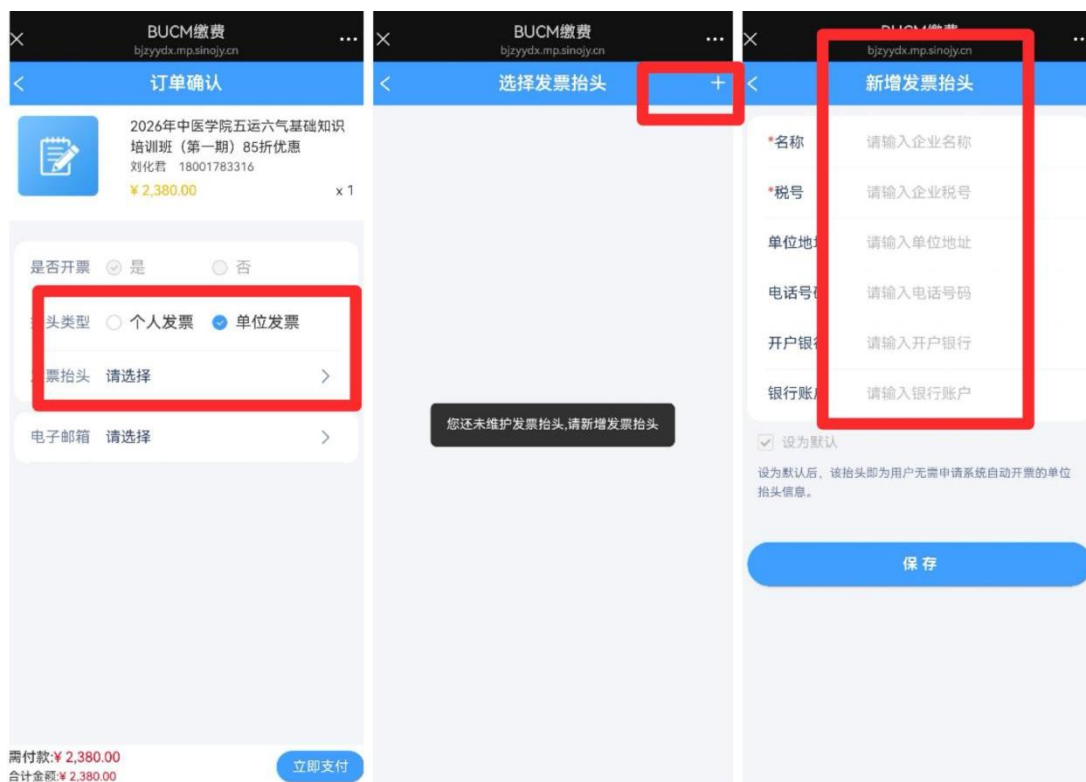 BUCM缴费
bjzyydx.mp.sinojy.cn
订单确认
2026年中医学院五运六气基础知识
培训班（第一期）85折优惠
刘化君 18001783316
¥ 2,380.00 x 1
是否开票 是 否
头类型 个人发票 单位发票
票抬头 请选择
电子邮箱 请选择
需付款:¥ 2,380.00
合计金额:¥ 2,380.00
立即支付
BUCM缴费
bjzyydx.mp.sinojy.cn
选择发票抬头
您还未维护发票抬头,请新增发票抬头
bjzyydx.mp.sinojy.cn
新增发票抬头
*名称 请输入企业名称
*税号 请输入企业税号
单位地 请输入单位地址
电话号 请输入电话号码
开户银 请输入开户银行
银行账 请输入银行账户
设为默认
设为默认后，该抬头即为用户无需申请系统自动开票的单位
抬头信息。
保存